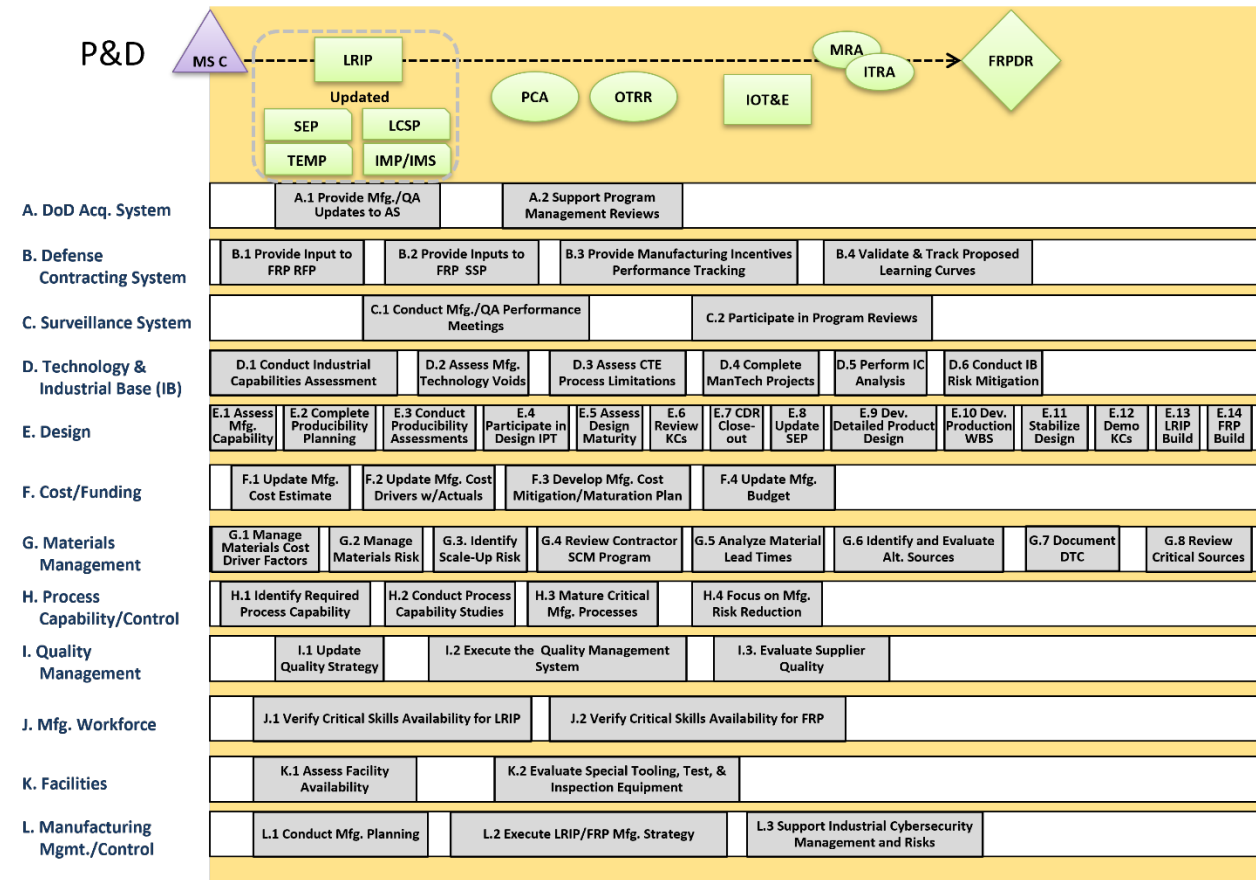 P&D
MS C
LRIP
Updated
SEP
LCSP
TEMP
IMP/IMS
PCA
OTRR
IOT&E
MRA
ITRA
FRPDR
A. DoD Acq. System
A.1 Provide Mfg./QA
Updates to AS
A.2 Support Program
Management Reviews
B. Defense
Contracting System
B.1 Provide Input to
FRP RFP
B.2 Provide Inputs to
FRP SSP
B.3 Provide Manufacturing Incentives
Performance Tracking
B.4 Validate & Track Proposed
Learning Curves
C. Surveillance System
C.1 Conduct Mfg./QA Performance
Meetings
C.2 Participate in Program Reviews
D. Technology &
Industrial Base (IB)
D.1 Conduct Industrial
Capabilities Assessment
D.2 Assess Mfg.
Technology Voids
D.3 Assess CTE
Process Limitations
D.4 Complete
ManTech Projects
D.5 Perform IC
Analysis
D.6 Conduct IB
Risk Mitigation
E. Design
E.1 Assess
Mfg.
Capability
E.2 Complete
Producibility
Planning
E.3 Conduct
Producibility
Assessments
E.4
Participate in
Design IPT
E.5 Assess
Design
Maturity
E.6
Review
KCs
E.7 CDR
Close-
out
E.8
Update
SEP
E.9 Dev.
Detailed Product
Design
E.10 Dev.
Production
WBS
E.11
Stabilize
Design
E.12
Demo
KCs
E.13
LRIP
Build
E.14
FRP
Build
F. Cost/Funding
F.1 Update Mfg.
Cost Estimate
F.2 Update Mfg. Cost
Drivers w/Actuals
F.3 Develop Mfg. Cost
Mitigation/Maturation Plan
F.4 Update Mfg.
Budget
G. Materials
Management
G.1 Manage
Materials Cost
Driver Factors
G.2 Manage
Materials Risk
G.3. Identify
Scale-Up Risk
G.4 Review Contractor
SCM Program
G.5 Analyze Material
Lead Times
G.6 Identify and Evaluate
Alt. Sources
G.7 Document
DTC
G.8 Review
Critical Sources
H. Process
Capability/Control
H.1 Identify Required
Process Capability
H.2 Conduct Process
Capability Studies
H.3 Mature Critical
Mfg. Processes
H.4 Focus on Mfg.
Risk Reduction
I. Quality
Management
I.1 Update
Quality Strategy
I.2 Execute the Quality Management
System
I.3. Evaluate Supplier
Quality
J. Mfg. Workforce
J.1 Verify Critical Skills Availability for LRIP
J.2 Verify Critical Skills Availability for FRP
K. Facilities
K.1 Assess Facility
Availability
K.2 Evaluate Special Tooling, Test, &
Inspection Equipment
L. Manufacturing
Mgmt./Control
L.1 Conduct Mfg. Planning
L.2 Execute LRIP/FRP Mfg. Strategy
L.3 Support Industrial Cybersecurity
Management and Risks